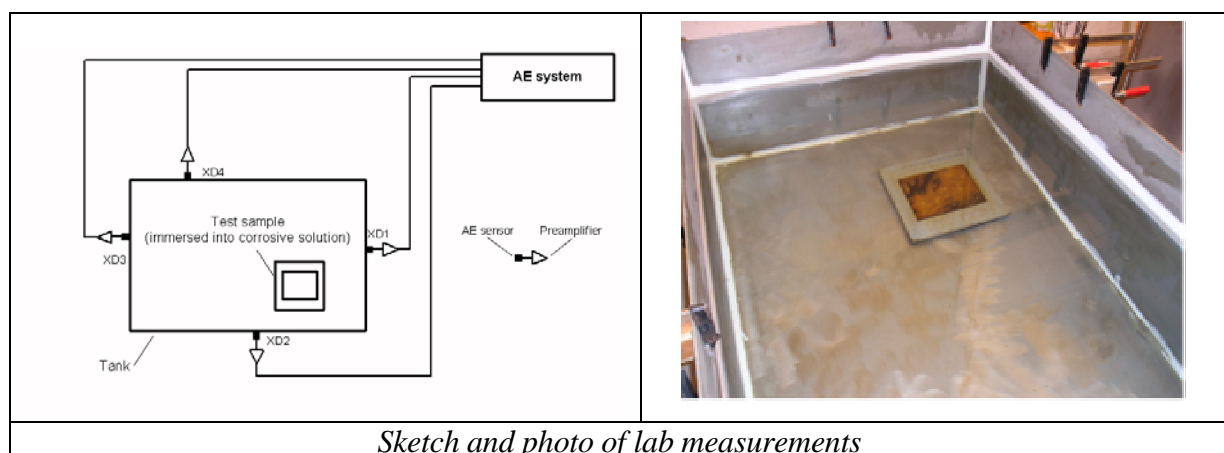 AE system
XD4
Test sample
(immersed into corrosive solution)
XD1
AE sensor
Preamplifier
XD3
XD2
Tank
Sketch and photo of lab measurements